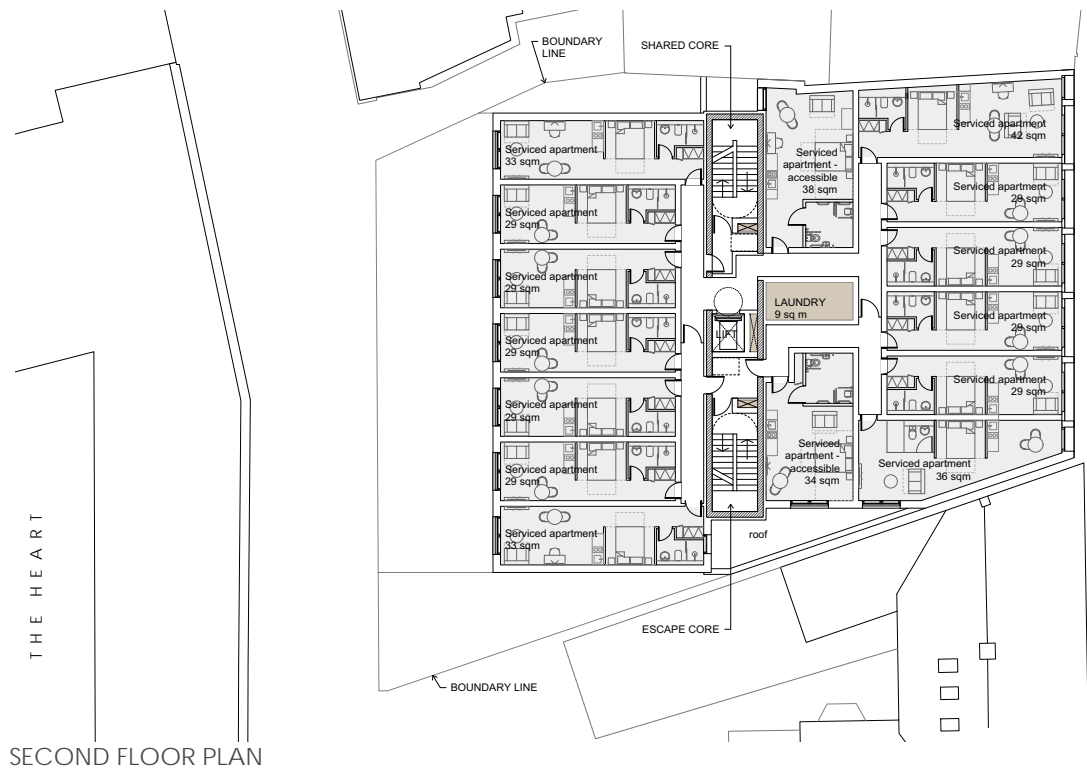 BOUNDARY
LINE
SHARED CORE
Serviced apartment
33 sqm
Serviced apartment
29 sqm
Serviced apartment
29 sqm
Serviced apartment
29 sqm
Serviced apartment
29 sqm
Serviced apartment
29 sqm
Serviced apartment
33 sqm
Serviced
apartment -
accessible
38 sqm
LAUNDRY
9 sq m
LIFT
Serviced
apartment -
accessible
34 sqm
Serviced apartment
42 sqm
Serviced apartment
29 sqm
Serviced apartment
29 sqm
Serviced apartment
29 sqm
Serviced apartment
29 sqm
Serviced apartment
36 sqm
roof
ESCAPE CORE
BOUNDARY LINE
THE HEART
SECOND FLOOR PLAN